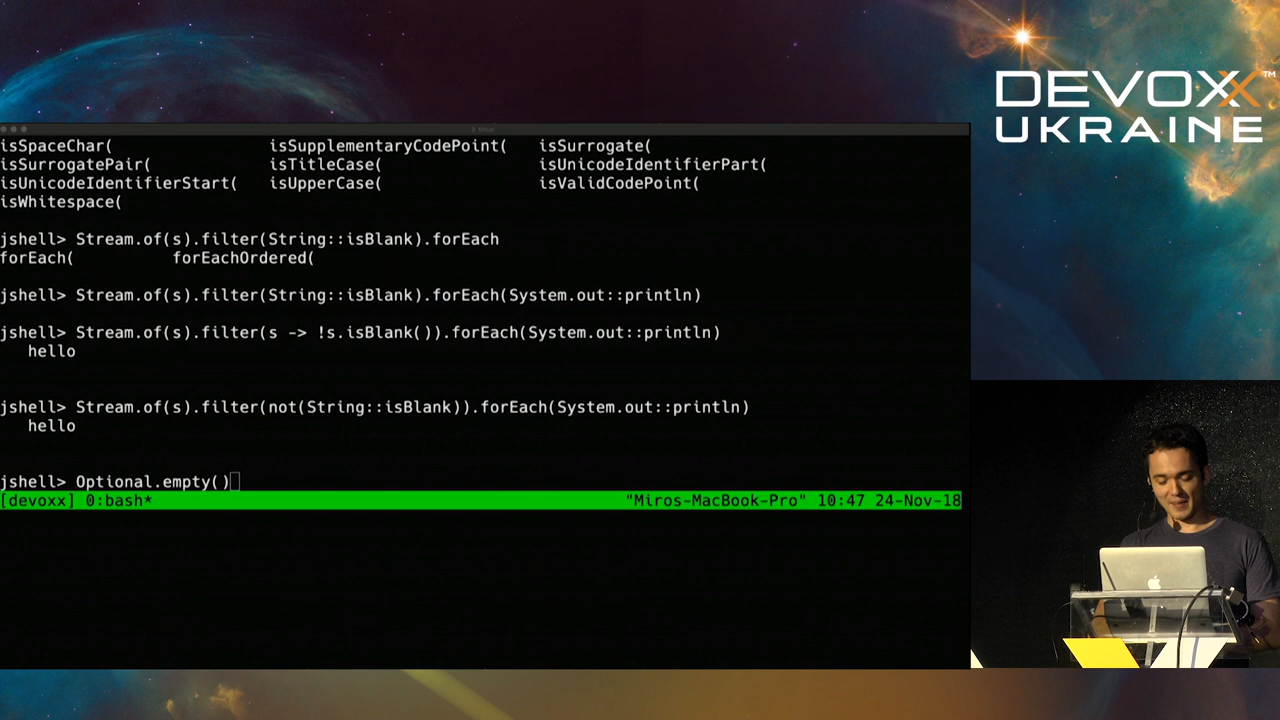 DEVOXX™
UKRAINE
isSpaceChar( isSupplementaryCodePoint( isSurrogate(
isSurrogatePair( isTitleCase( isUnicodeIdentifierPart(
isUnicodeIdentifierStart( isUpperCase( isValidCodePoint(
isWhitespace(
jshell> Stream.of(s).filter(String::isBlank).forEach
forEach( forEachOrdered(
jshell> Stream.of(s).filter(String::isBlank).forEach(System.out::println)
jshell> Stream.of(s).filter(s -> !s.isBlank()).forEach(System.out::println)
hello
jshell> Stream.of(s).filter(not(String::isBlank)).forEach(System.out::println)
hello
jshell> Optional.empty()
[devoxx] 0:bash* "Miros-MacBook-Pro" 10:47 24-Nov-18